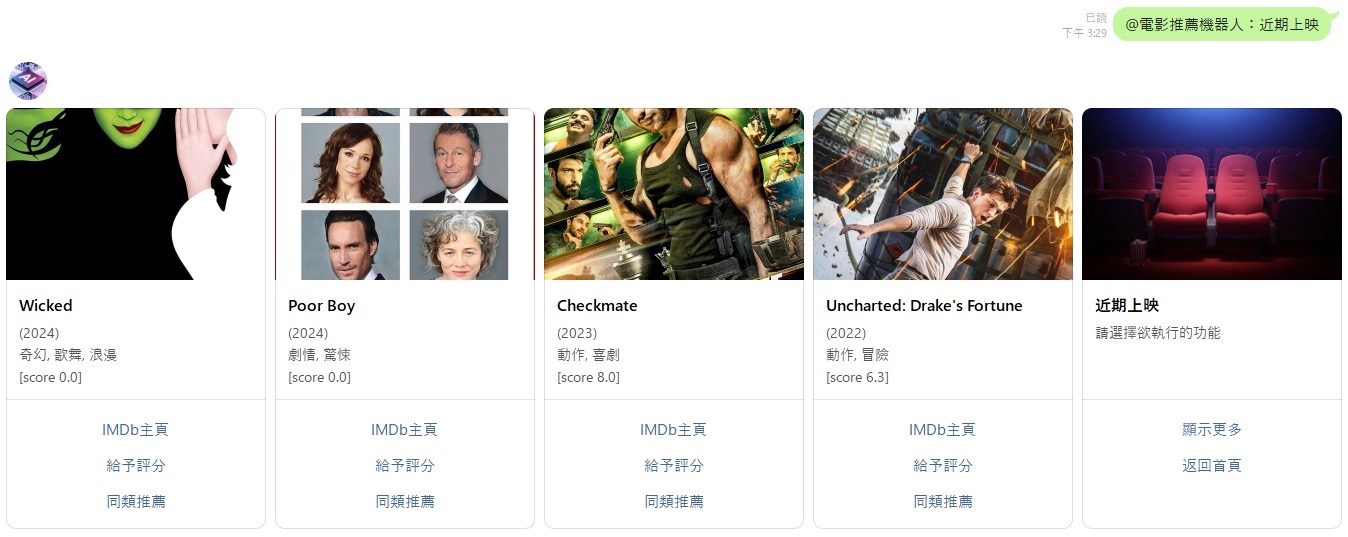 已讀
下午 3:29
@電影推薦機器人：近期上映
AI
Wicked
(2024)
奇幻, 歌舞, 浪漫
[score 0.0]
IMDb主頁
給予評分
同類推薦
Poor Boy
(2024)
劇情, 驚悚
[score 0.0]
IMDb主頁
給予評分
同類推薦
Checkmate
(2023)
動作, 喜劇
[score 8.0]
IMDb主頁
給予評分
同類推薦
Uncharted: Drake's Fortune
(2022)
動作, 冒險
[score 6.3]
IMDb主頁
給予評分
同類推薦
近期上映
請選擇欲執行的功能
顯示更多
返回首頁